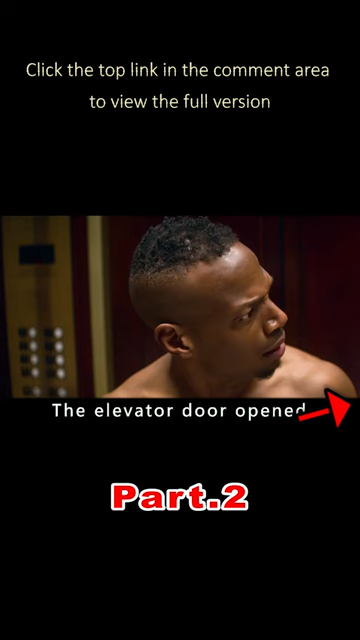 Click the top link in the comment area
to view the full version
The elevator door opened
Part.2